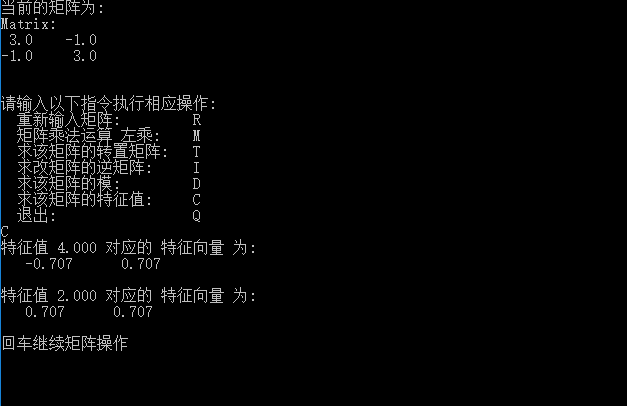 当前的矩阵为:
Matrix:
3.0 -1.0
-1.0 3.0
请输入以下指令执行相应操作:
重新输入矩阵: R
矩阵乘法运算_左乘: M
求该矩阵的转置矩阵: T
求改矩阵的逆矩阵: I
求该矩阵的模: D
求该矩阵的特征值: C
退出: Q
C
特征值 4.000 对应的 特征向量 为:
-0.707 0.707
特征值 2.000 对应的 特征向量 为:
0.707 0.707
回车继续矩阵操作